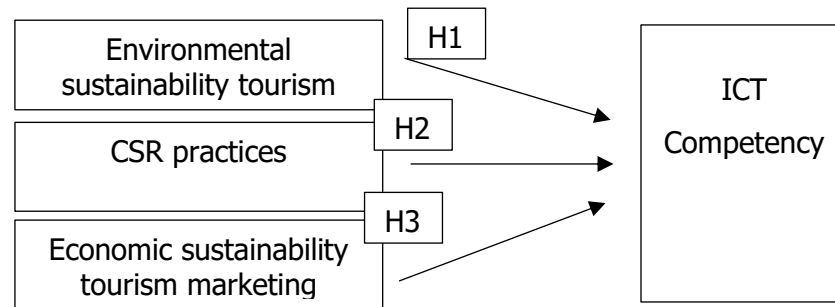 Environmental
sustainability tourism
H1
CSR practices
H2
Economic sustainability
tourism marketing
H3
ICT
Competency